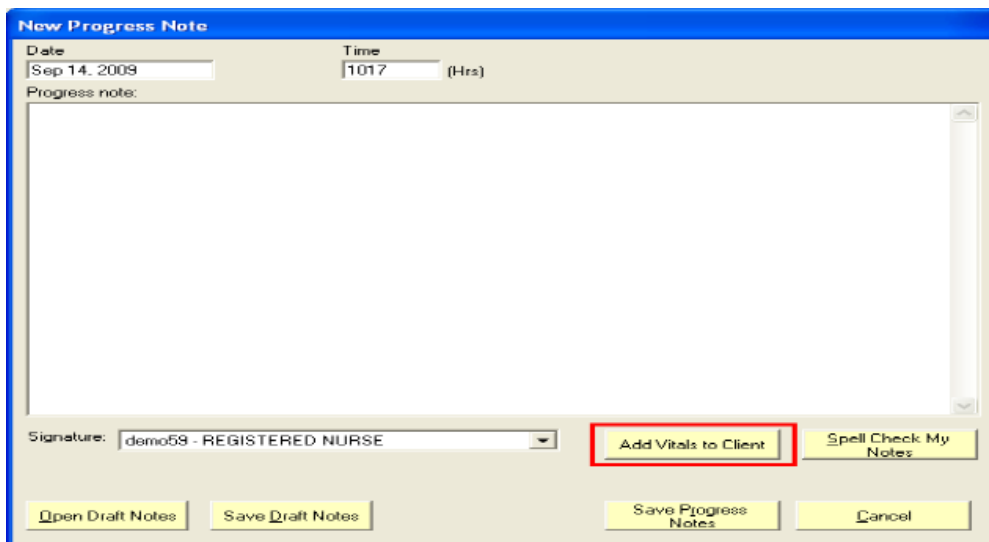 New Progress Note
Date Time
Sep 14, 2009 1017 (Hrs)
Progress note:
Signature: demo59 - REGISTERED NURSE Add Vitals to Client Spell Check My
Notes
Open Draft Notes Save Draft Notes Save Progress
Notes Cancel